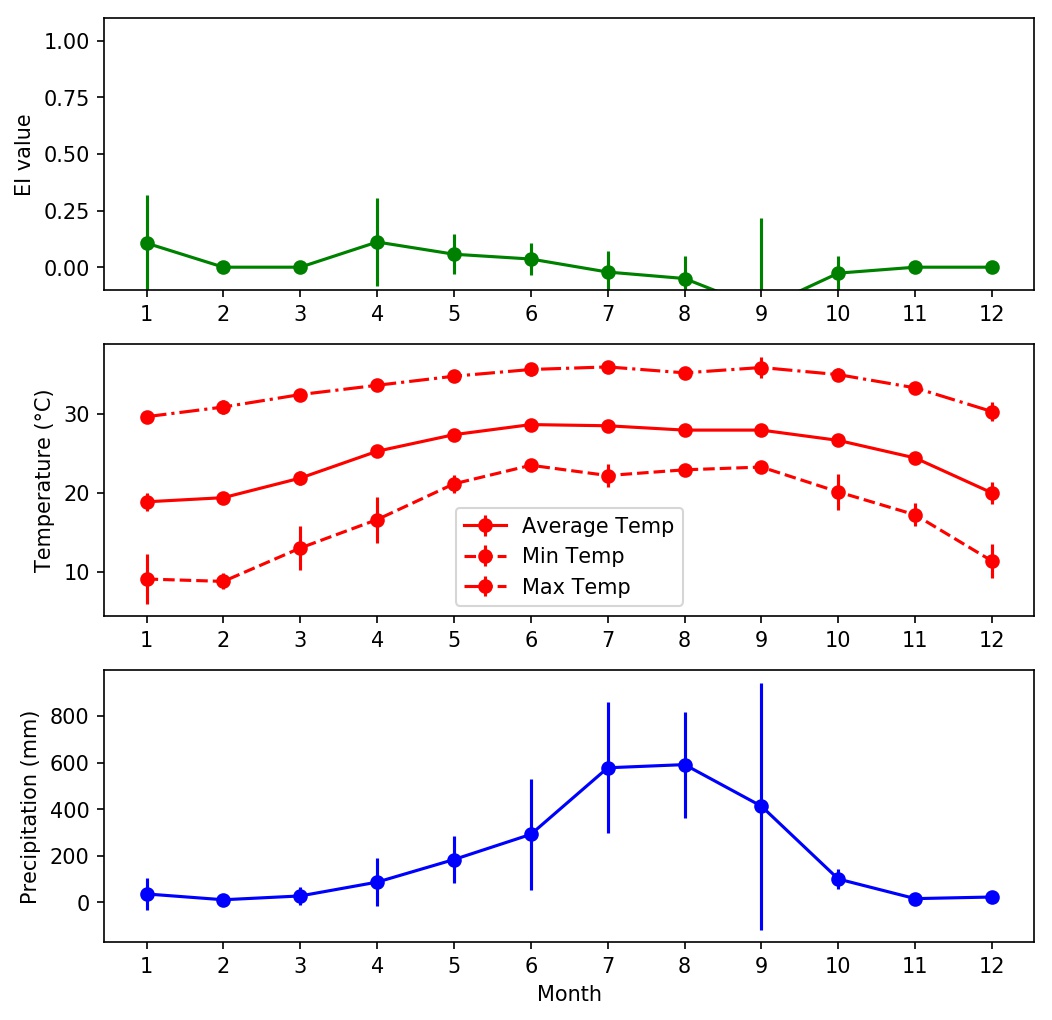 1.00
0.75
0.50
0.25
0.00
EI value
1 2 3 4 5 6 7 8 9 10 11 12
30
20
10
Temperature (°C)
Average Temp
Min Temp
Max Temp
1 2 3 4 5 6 7 8 9 10 11 12
800
600
400
200
0
Precipitation (mm)
1 2 3 4 5 6 7 8 9 10 11 12
Month